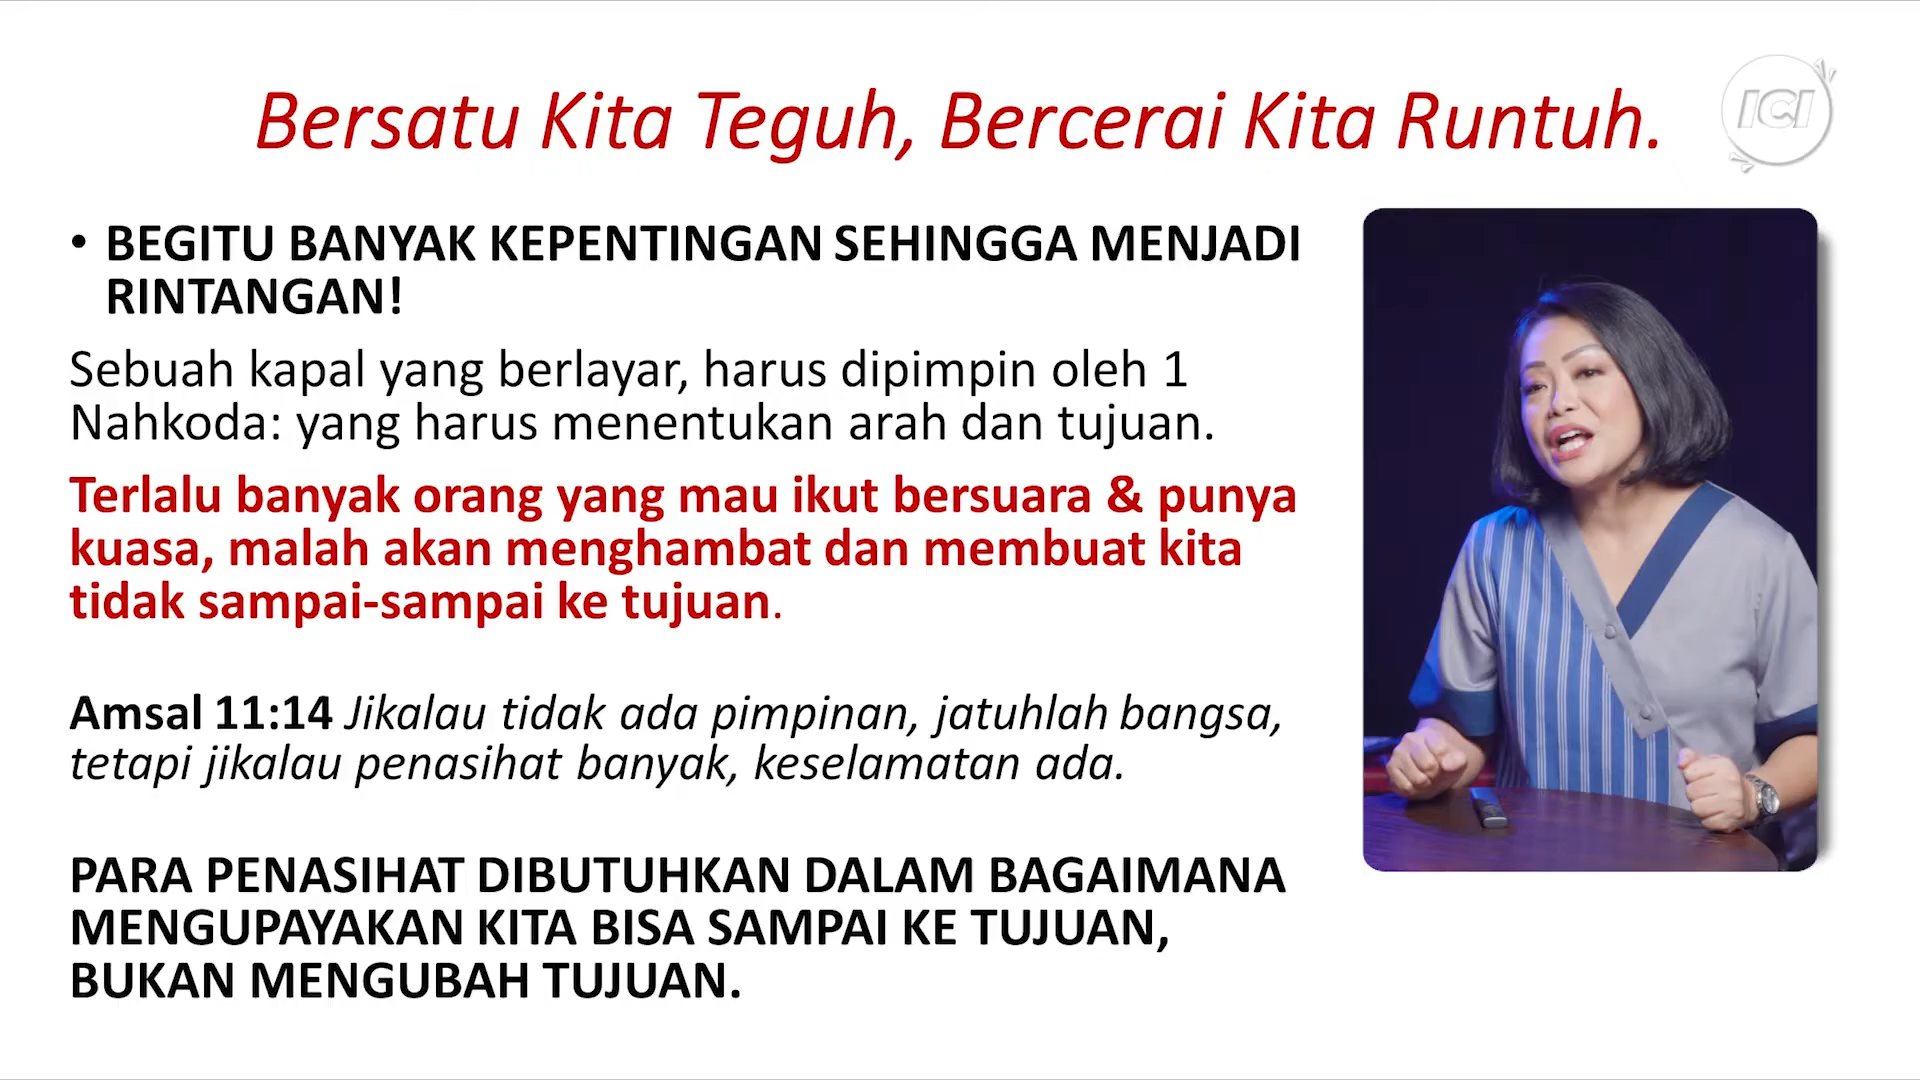 Bersatu Kita Teguh, Bercerai Kita Runtuh.
ICI
• BEGITU BANYAK KEPENTINGAN SEHINGGA MENJADI
RINTANGAN!
Sebuah kapal yang berlayar, harus dipimpin oleh 1
Nahkoda: yang harus menentukan arah dan tujuan.
Terlalu banyak orang yang mau ikut bersuara & punya
kuasa, malah akan menghambat dan membuat kita
tidak sampai-sampai ke tujuan.
Amsal 11:14 Jikalau tidak ada pimpinan, jatuhlah bangsa,
tetapi jikalau penasihat banyak, keselamatan ada.
PARA PENASIHAT DIBUTUHKAN DALAM BAGAIMANA
MENGUPAYAKAN KITA BISA SAMPAI KE TUJUAN,
BUKAN MENGUBAH TUJUAN.